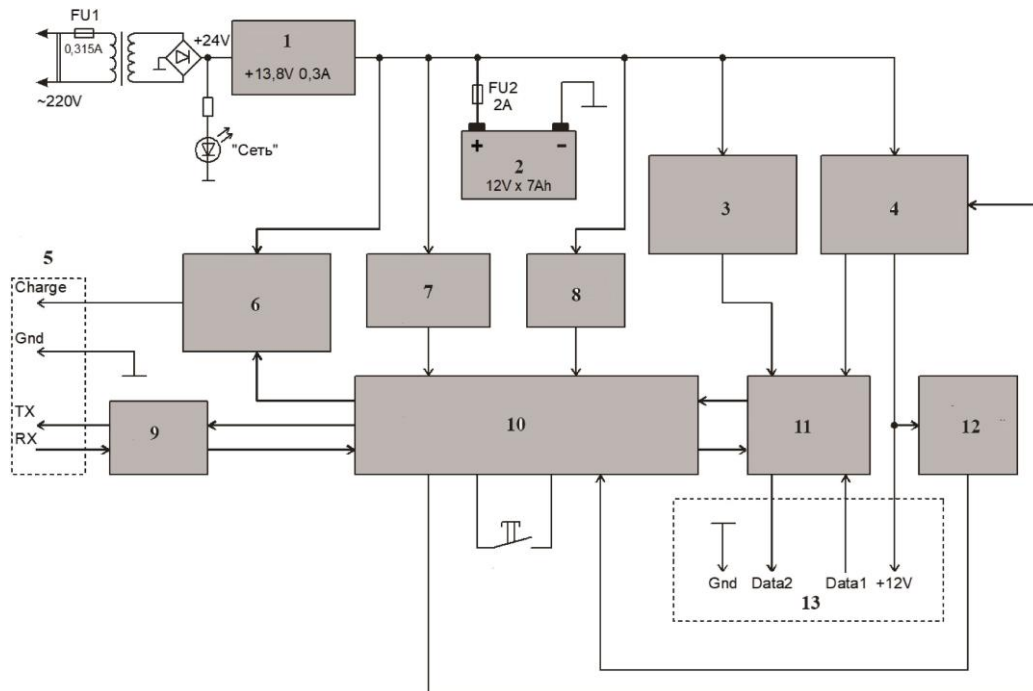 FU1
0,315A
~220V
+24V
1
+13,8V 0,3A
"Сеть"
FU2
2A
+ -
2
12V x 7Ah
3
4
5
Charge
Gnd
TX
RX
6
7
8
9
10
11
12
Gnd Data2 Data1 +12V
13